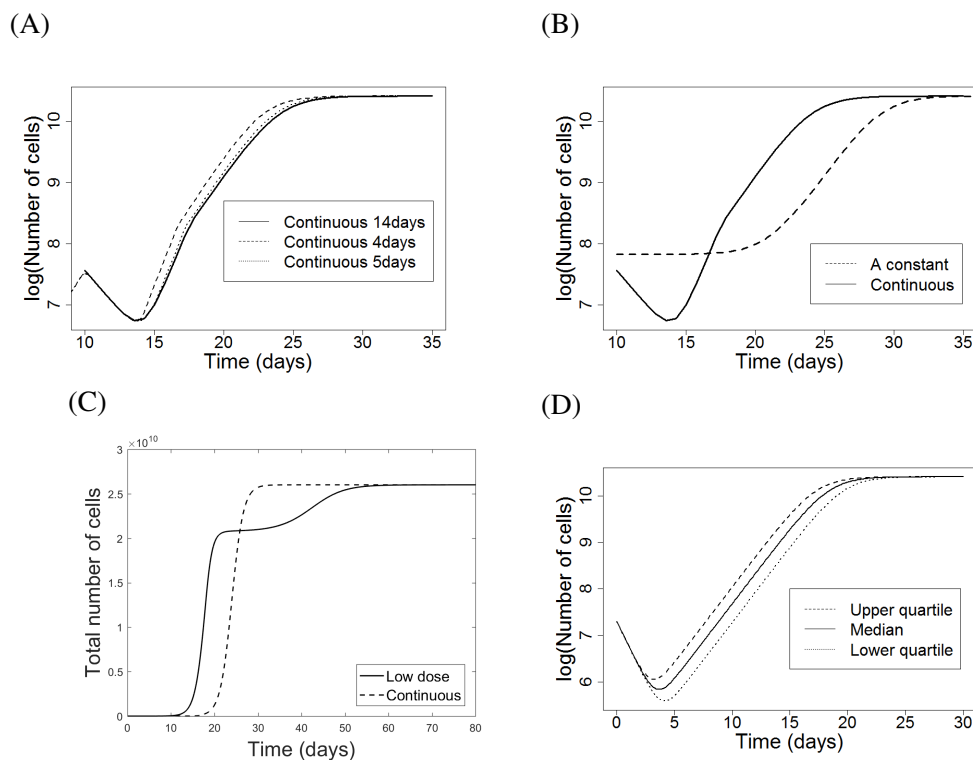 (A)
log(Number of cells)
10
9
8
7
Continuous 14days
Continuous 4days
Continuous 5days
10 15 20 25 30 35
Time (days)
(B)
log(Number of cells)
10
9
8
7
A constant
Continuous
10 15 20 25 30 35
Time (days)
(C)
×10^10
Total number of cells
3
2.5
2
1.5
1
0.5
0
Low dose
Continuous
0 10 20 30 40 50 60 70 80
Time (days)
(D)
log(Number of cells)
10
9
8
7
6
Upper quartile
Median
Lower quartile
0 5 10 15 20 25 30
Time (days)